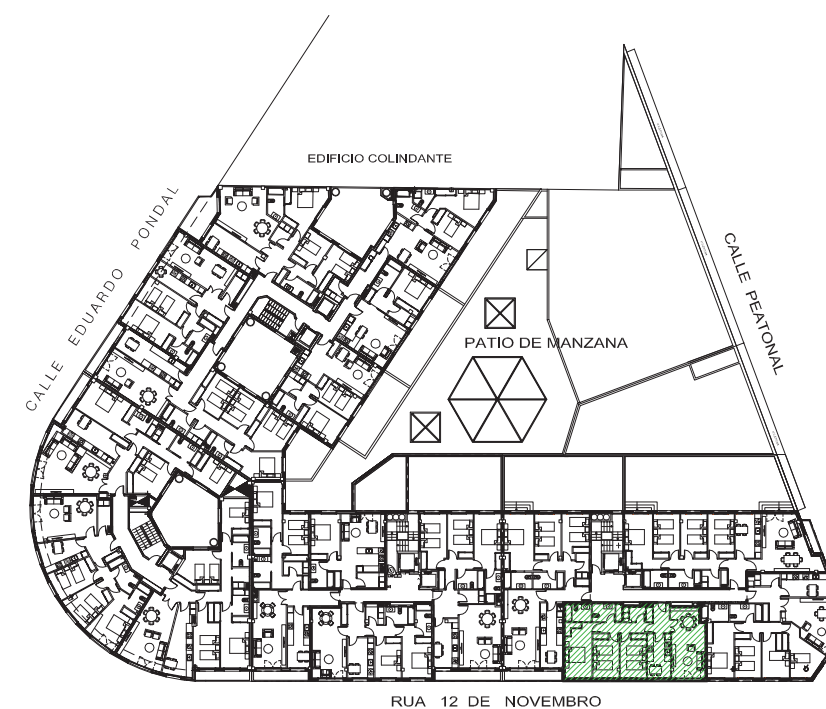 EDIFICIO COLINDANTE
CALLE EDUARDO PONDAL
CALLE PEATONAL
PATIO DE MANZANA
RUA 12 DE NOVEMBRO